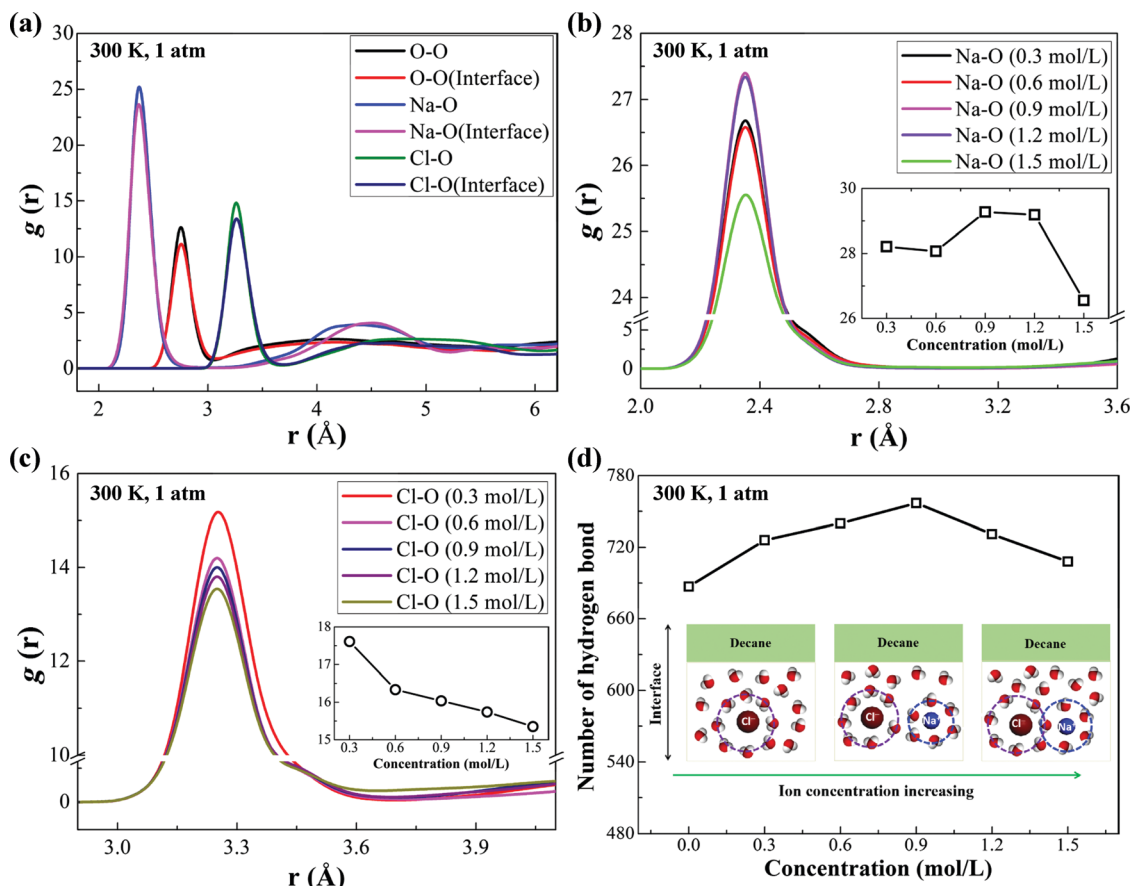 (a)
300 K, 1 atm
O-O
O-O(Interface)
Na-O
Na-O(Interface)
Cl-O
Cl-O(Interface)
30
25
20
15
10
5
0
g (r)
2
3
4
5
6
r (Å)
(b)
300 K, 1 atm
Na-O (0.3 mol/L)
Na-O (0.6 mol/L)
Na-O (0.9 mol/L)
Na-O (1.2 mol/L)
Na-O (1.5 mol/L)
28
27
26
25
24
5
0
g (r)
30
28
26
0.3
0.6
0.9
1.2
1.5
Concentration (mol/L)
2.0
2.4
2.8
3.2
3.6
r (Å)
(c)
300 K, 1 atm
Cl-O (0.3 mol/L)
Cl-O (0.6 mol/L)
Cl-O (0.9 mol/L)
Cl-O (1.2 mol/L)
Cl-O (1.5 mol/L)
16
14
12
10
0
g (r)
18
17
16
15
0.3
0.6
0.9
1.2
1.5
Concentration (mol/L)
3.0
3.3
3.6
3.9
r (Å)
(d)
300 K, 1 atm
780
720
660
600
540
480
Number of hydrogen bond
Interface
Decane
Decane
Decane
Cl⁻
Cl⁻
Na⁺
Cl⁻
Na⁺
Ion concentration increasing
0.0
0.3
0.6
0.9
1.2
1.5
Concentration (mol/L)